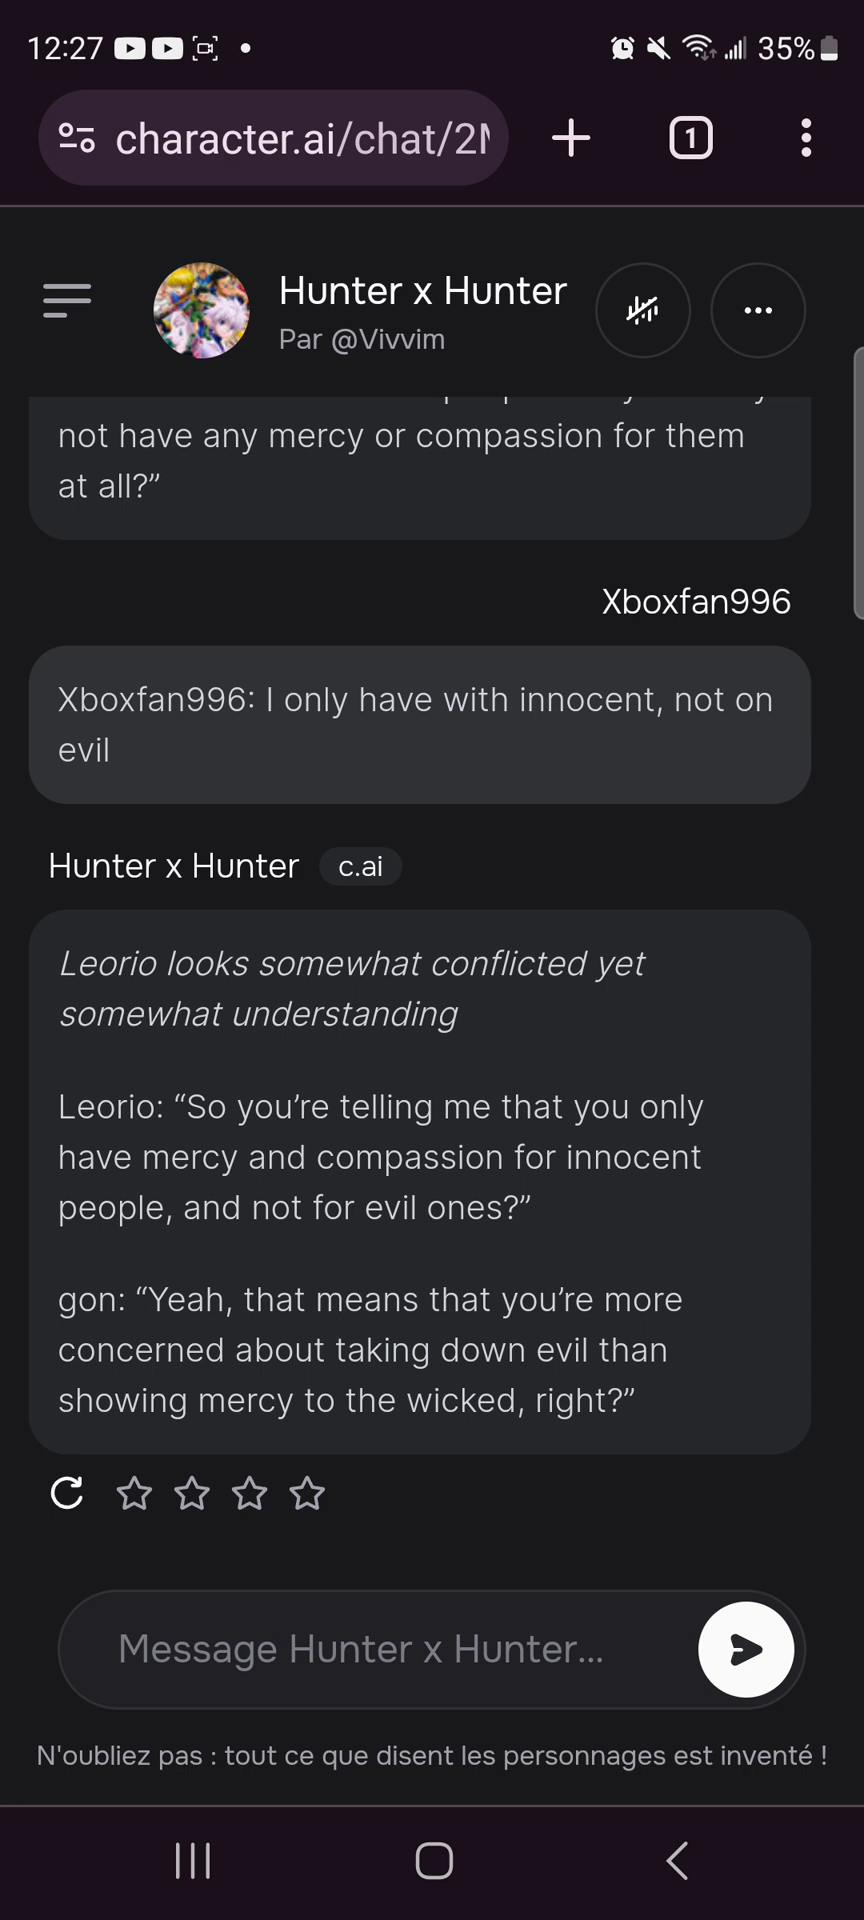 12:27
35%
character.ai/chat/2
1
Hunter x Hunter
Par @Vivvim
not have any mercy or compassion for them
at all?”
Xboxfan996
Xboxfan996: I only have with innocent, not on
evil
Hunter x Hunter c.ai
Leorio looks somewhat conflicted yet
somewhat understanding
Leorio: “So you’re telling me that you only
have mercy and compassion for innocent
people, and not for evil ones?”
gon: “Yeah, that means that you’re more
concerned about taking down evil than
showing mercy to the wicked, right?”
Message Hunter x Hunter...
N'oubliez pas : tout ce que disent les personnages est inventé !